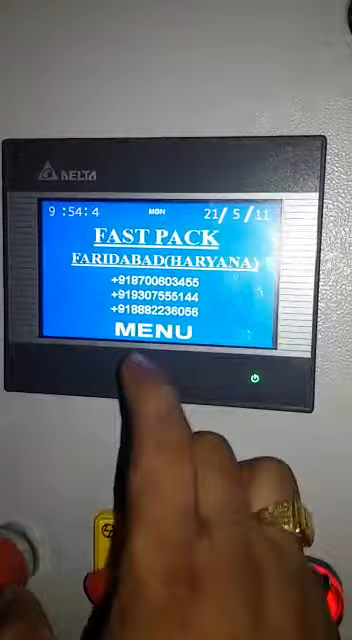 DELTA
9 :54: 4 MON 21/ 5 /11
FAST PACK
FARIDABAD(HARYANA)
+918700603455
+919307555144
+918882236056
MENU